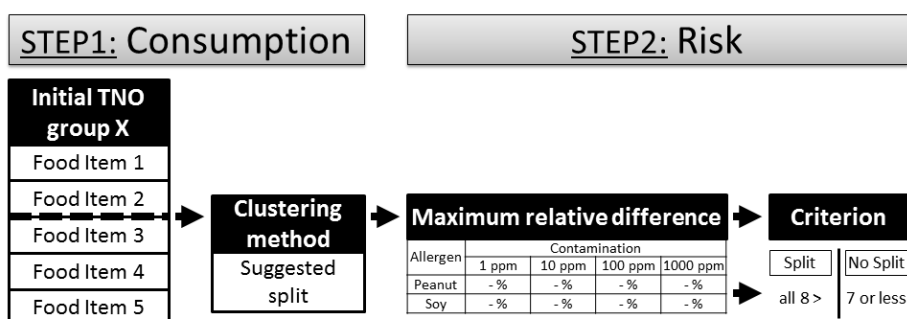 STEP1: Consumption
STEP2: Risk
Initial TNO
group X
Food Item 1
Food Item 2
Food Item 3
Food Item 4
Food Item 5
Clustering
method
Suggested
split
Maximum relative difference
Allergen Contamination
1 ppm 10 ppm 100 ppm 1000 ppm
Peanut - % - % - % - %
Soy - % - % - % - %
Criterion
Split No Split
all 8 > 7 or less